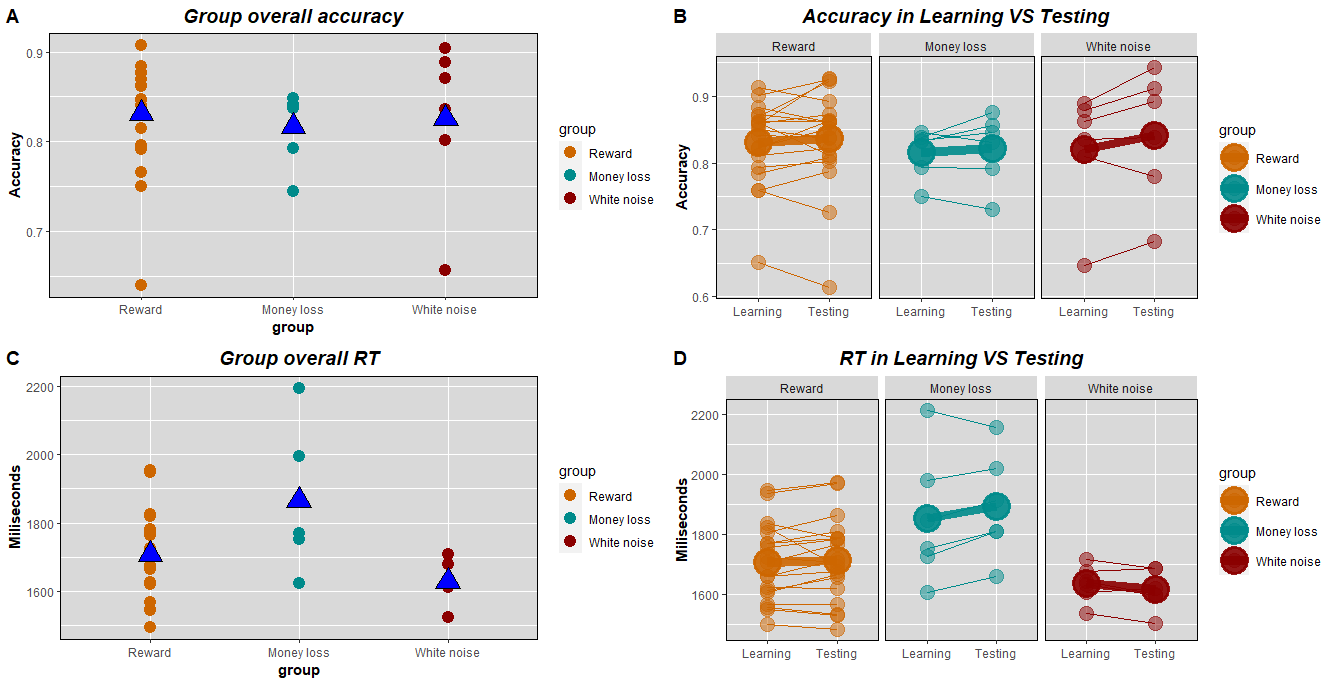 A
Group overall accuracy
Accuracy
0.9
0.8
0.7
Reward
Money loss
White noise
group
group
Reward
Money loss
White noise
B
Accuracy in Learning VS Testing
Reward
Money loss
White noise
Accuracy
0.9
0.8
0.7
0.6
Learning
Testing
Learning
Testing
Learning
Testing
group
Reward
Money loss
White noise
C
Group overall RT
Miliseconds
2200
2000
1800
1600
Reward
Money loss
White noise
group
group
Reward
Money loss
White noise
D
RT in Learning VS Testing
Reward
Money loss
White noise
Miliseconds
2200
2000
1800
1600
Learning
Testing
Learning
Testing
Learning
Testing
group
Reward
Money loss
White noise